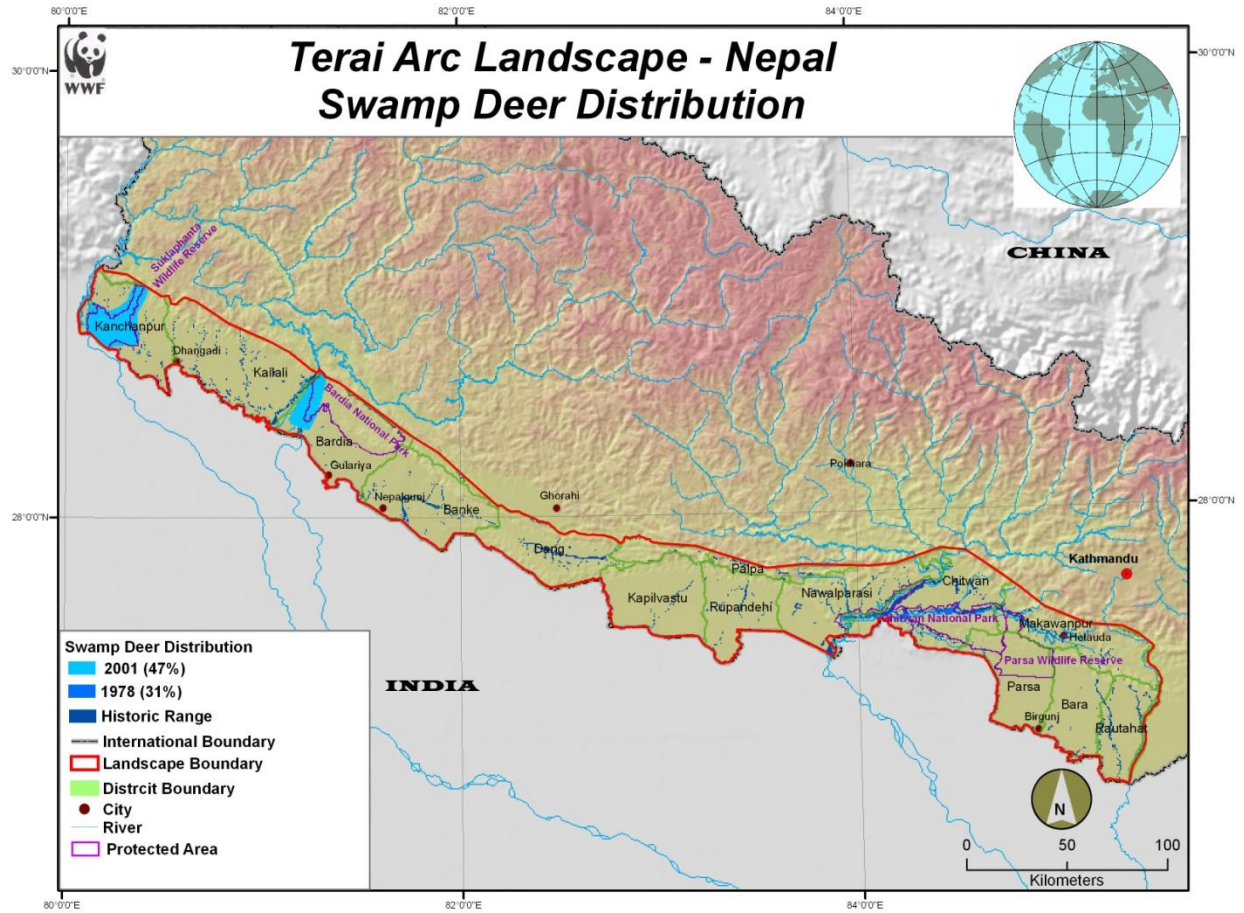 80°0'0"E
82°0'0"E
84°0'0"E
30°0'0"N
30°0'0"N
WWF
Terai Arc Landscape - Nepal
Swamp Deer Distribution
CHINA
Suklaphanta
Wildlife Reserve
Kanchanpur
Dhangadi
Kailali
Bardia National Park
Bardia
Gulariya
Pokhara
Nepalgunj
Banke
Ghorahi
28°0'0"N
28°0'0"N
Dang
Kathmandu
Palpa
Chitwan
Kapilvastu
Rupandehi
Nawalparasi
Chitwan National Park
Makawanpur
Hetauda
Parsa Wildlife Reserve
INDIA
Parsa
Bara
Birgunj
Rautahat
Swamp Deer Distribution
2001 (47%)
1978 (31%)
Historic Range
International Boundary
Landscape Boundary
Distrcit Boundary
City
River
Protected Area
N
0 50 100
Kilometers
80°0'0"E
82°0'0"E
84°0'0"E